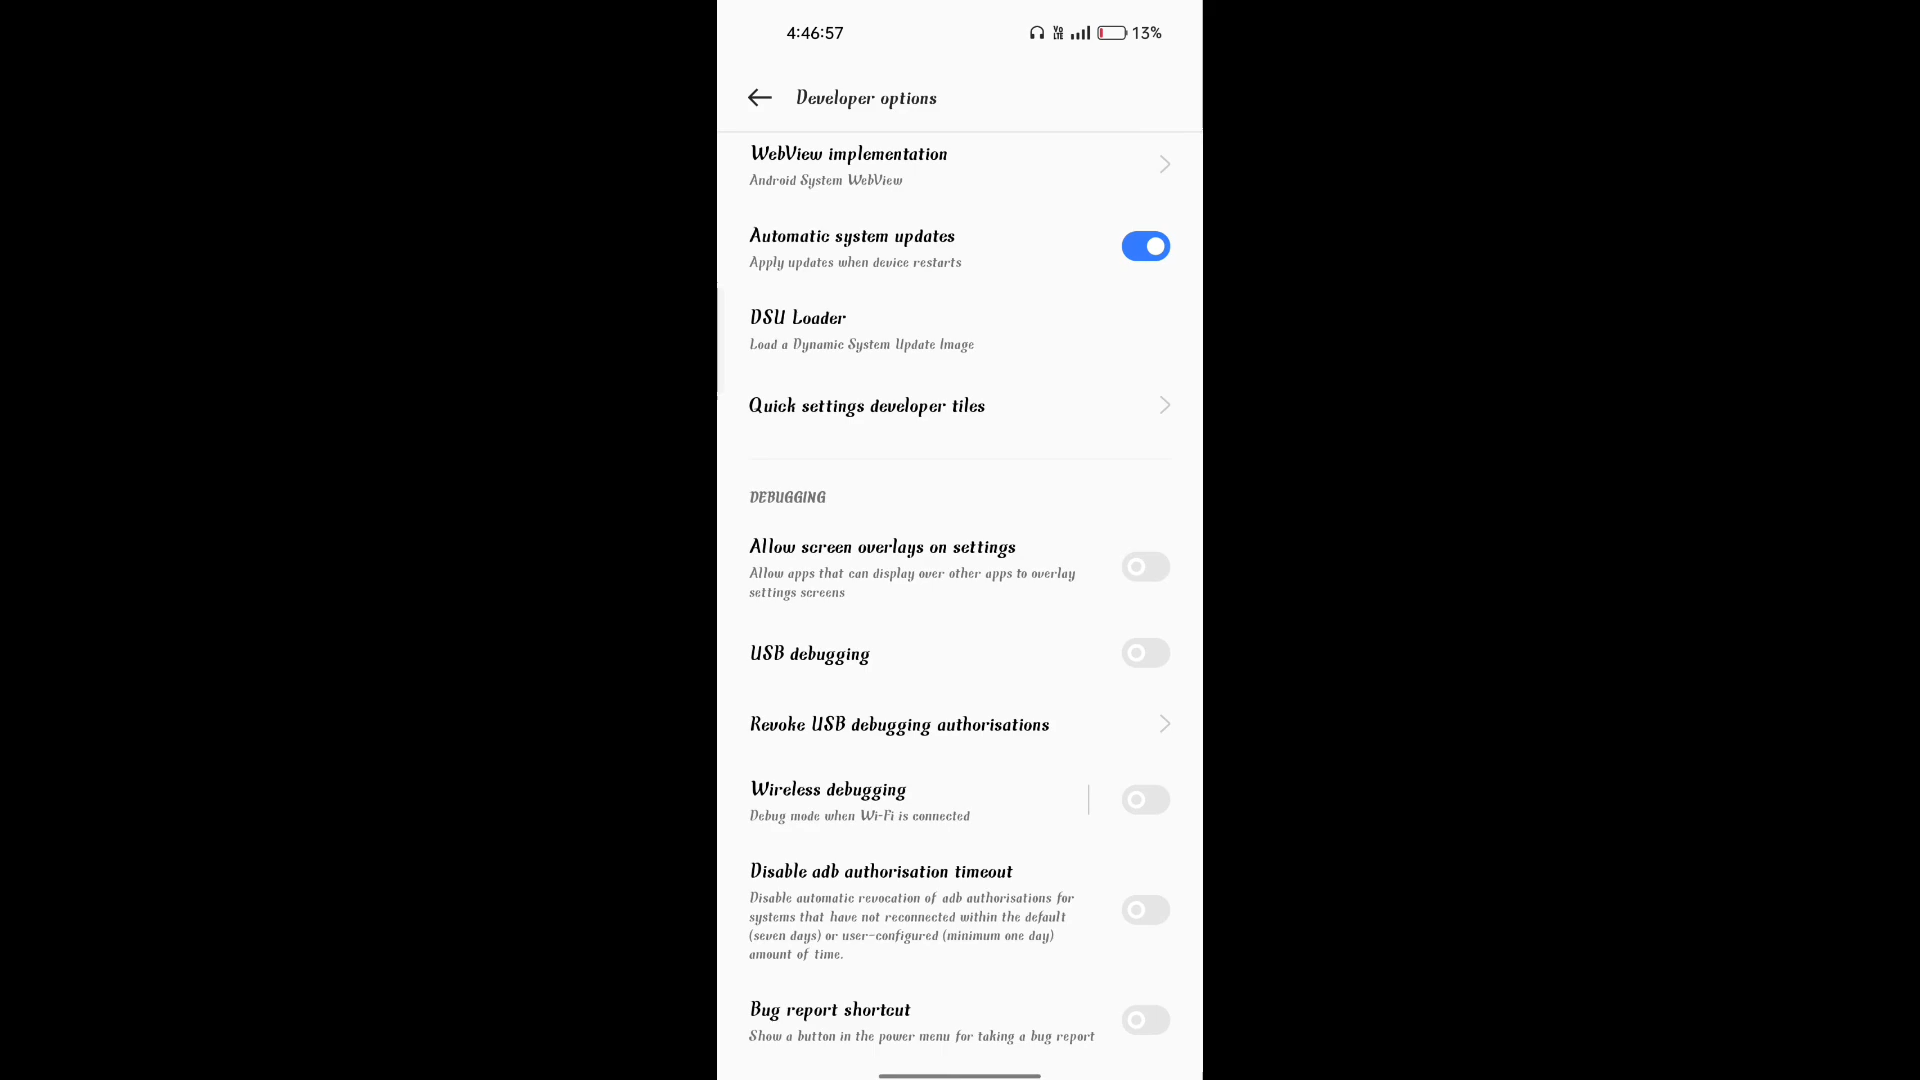 4:46:57
Vo LTE
13%
Developer options
WebView implementation
Android System WebView
Automatic system updates
Apply updates when device restarts
DSU Loader
Load a Dynamic System Update Image
Quick settings developer tiles
DEBUGGING
Allow screen overlays on settings
Allow apps that can display over other apps to overlay
settings screens
USB debugging
Revoke USB debugging authorisations
Wireless debugging
Debug mode when Wi-Fi is connected
Disable adb authorisation timeout
Disable automatic revocation of adb authorisations for
systems that have not reconnected within the default
(seven days) or user-configured (minimum one day)
amount of time.
Bug report shortcut
Show a button in the power menu for taking a bug report